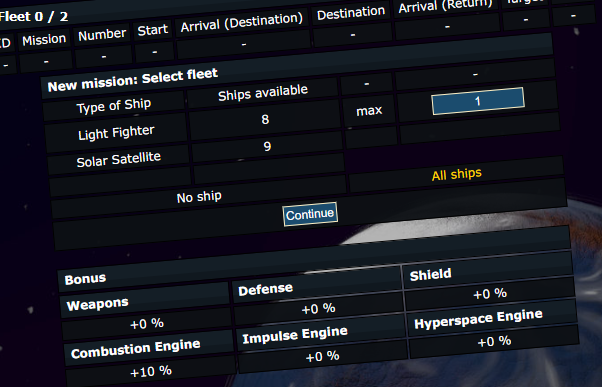 Fleet 0 / 2
ID Mission Number Start Arrival (Destination) Destination Arrival (Return) Target
- - - - - - - - -
New mission: Select fleet
Type of Ship Ships available - -
Light Fighter 8 max 1
Solar Satellite 9
No ship All ships
Continue
Bonus
Weapons Defense Shield
+0 % +0 % +0 %
Combustion Engine Impulse Engine Hyperspace Engine
+10 % +0 % +0 %